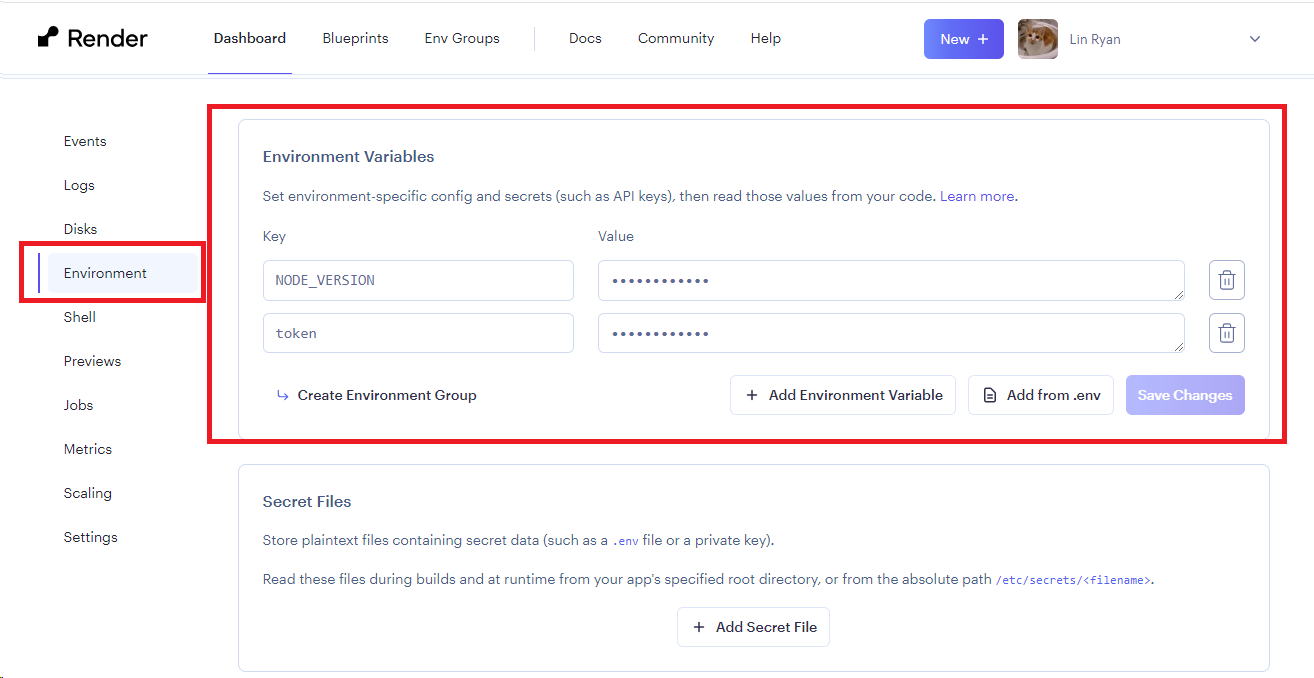 Render Dashboard Blueprints Env Groups Docs Community Help New + Lin Ryan
Events
Logs
Disks
Environment
Shell
Previews
Jobs
Metrics
Scaling
Settings
Environment Variables
Set environment-specific config and secrets (such as API keys), then read those values from your code. Learn more.
Key Value
NODE_VERSION ••••••••••••
token ••••••••••••
Create Environment Group + Add Environment Variable Add from .env Save Changes
Secret Files
Store plaintext files containing secret data (such as a .env file or a private key).
Read these files during builds and at runtime from your app's specified root directory, or from the absolute path /etc/secrets/<filename>.
+ Add Secret File